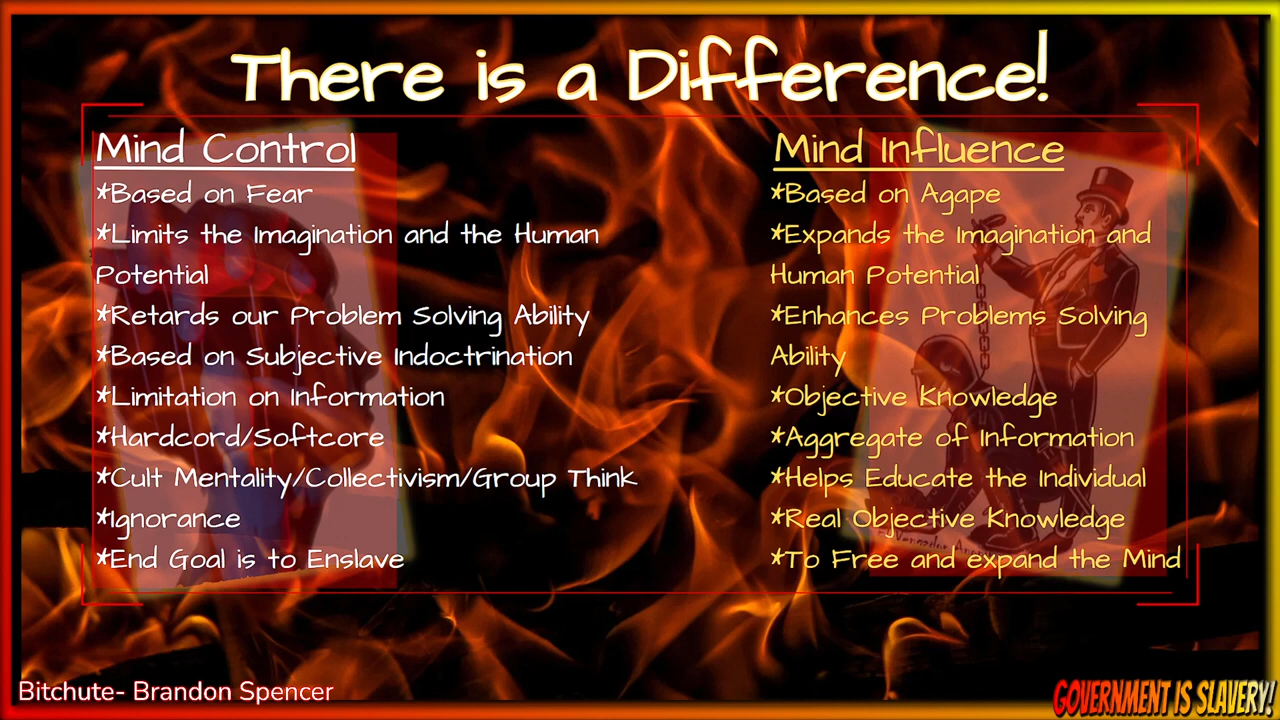 There is a Difference!
Mind Control
*Based on Fear
*Limits the Imagination and the Human
Potential
*Retards our Problem Solving Ability
*Based on Subjective Indoctrination
*Limitation on Information
*Hardcord/Softcore
*Cult Mentality/Collectivism/Group Think
*Ignorance
*End Goal is to Enslave
Mind Influence
*Based on Agape
*Expands the Imagination and
Human Potential
*Enhances Problems Solving
Ability
*Objective Knowledge
*Aggregate of Information
*Helps Educate the Individual
*Real Objective Knowledge
*To Free and expand the Mind
Bitchute- Brandon Spencer
GOVERNMENT IS SLAVERY!